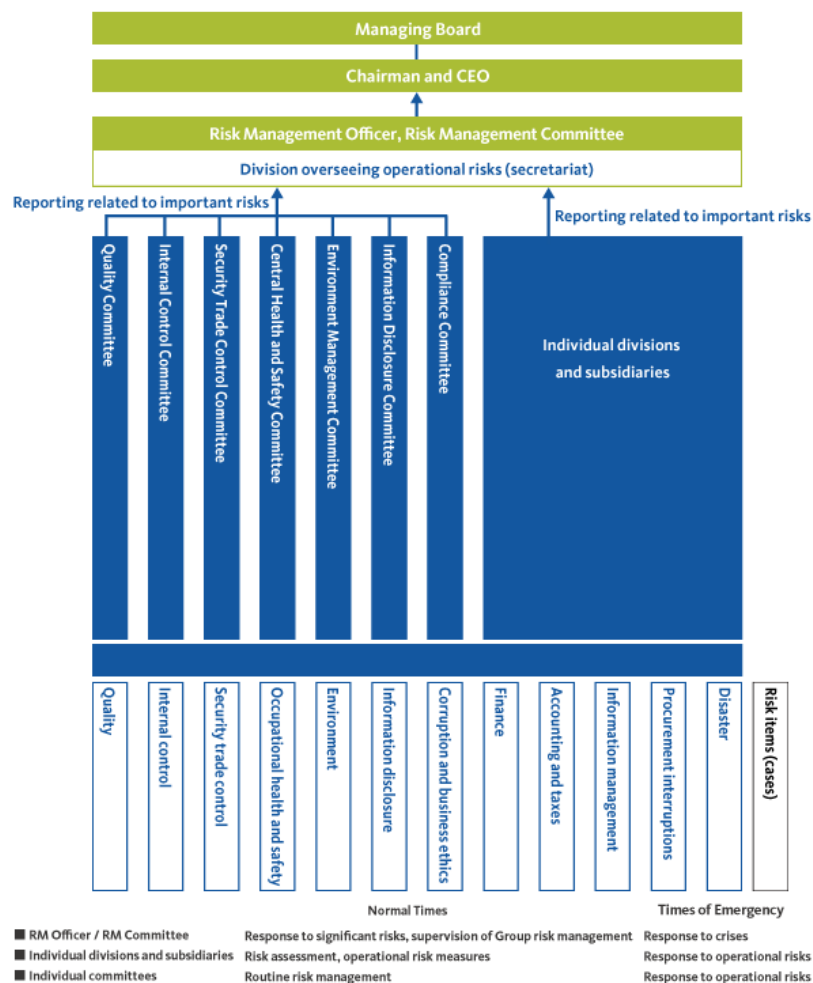 Managing Board
Chairman and CEO
Risk Management Officer, Risk Management Committee
Division overseeing operational risks (secretariat)
Reporting related to important risks
Reporting related to important risks
Quality Committee
Internal Control Committee
Security Trade Control Committee
Central Health and Safety Committee
Environment Management Committee
Information Disclosure Committee
Compliance Committee
Individual divisions
and subsidiaries
Quality
Internal control
Security trade control
Occupational health and safety
Environment
Information disclosure
Corruption and business ethics
Finance
Accounting and taxes
Information management
Procurement interruptions
Disaster
Risk items (cases)
Normal Times Times of Emergency
■ RM Officer / RM Committee Response to significant risks, supervision of Group risk management Response to crises
■ Individual divisions and subsidiaries Risk assessment, operational risk measures Response to operational risks
■ Individual committees Routine risk management Response to operational risks